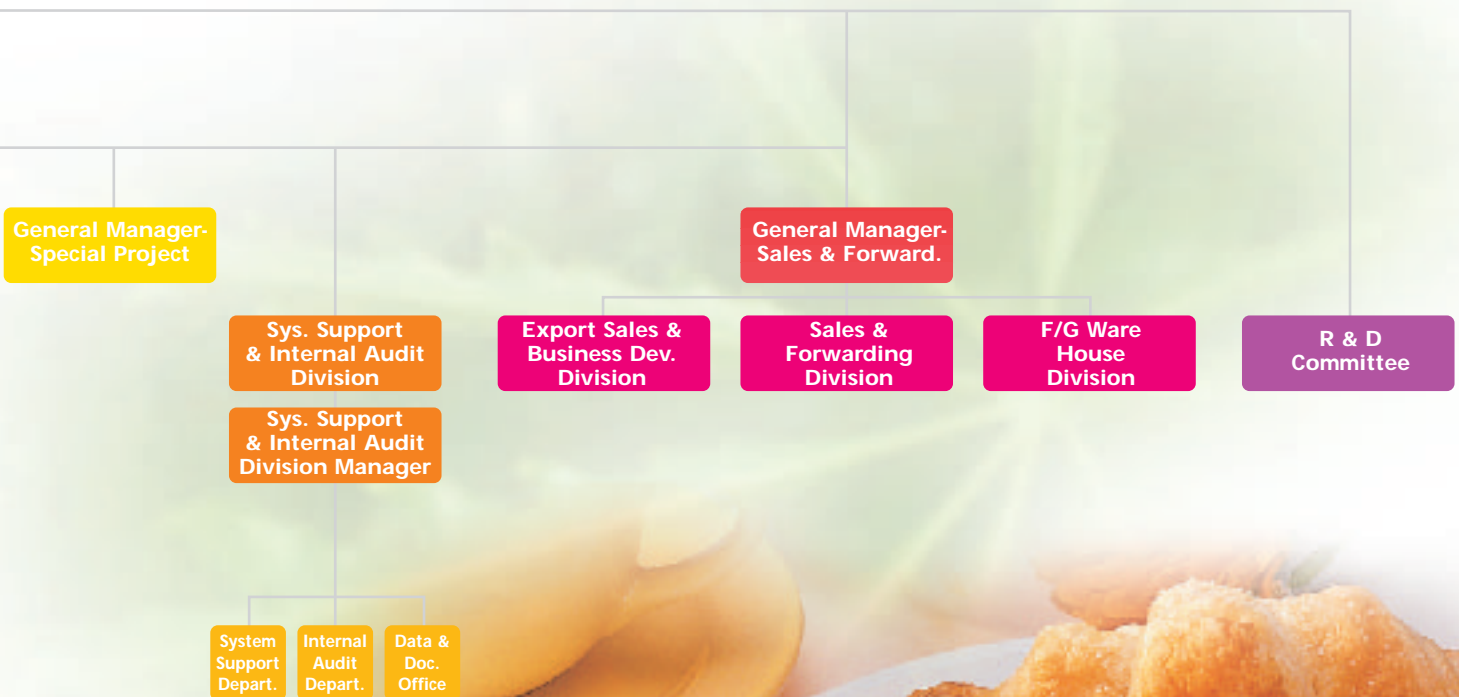 General Manager-
Special Project
General Manager-
Sales & Forward.
Sys. Support
& Internal Audit
Division
Export Sales &
Business Dev.
Division
Sales &
Forwarding
Division
F/G Ware
House
Division
R & D
Committee
Sys. Support
& Internal Audit
Division Manager
System
Support
Depart.
Internal
Audit
Depart.
Data &
Doc.
Office